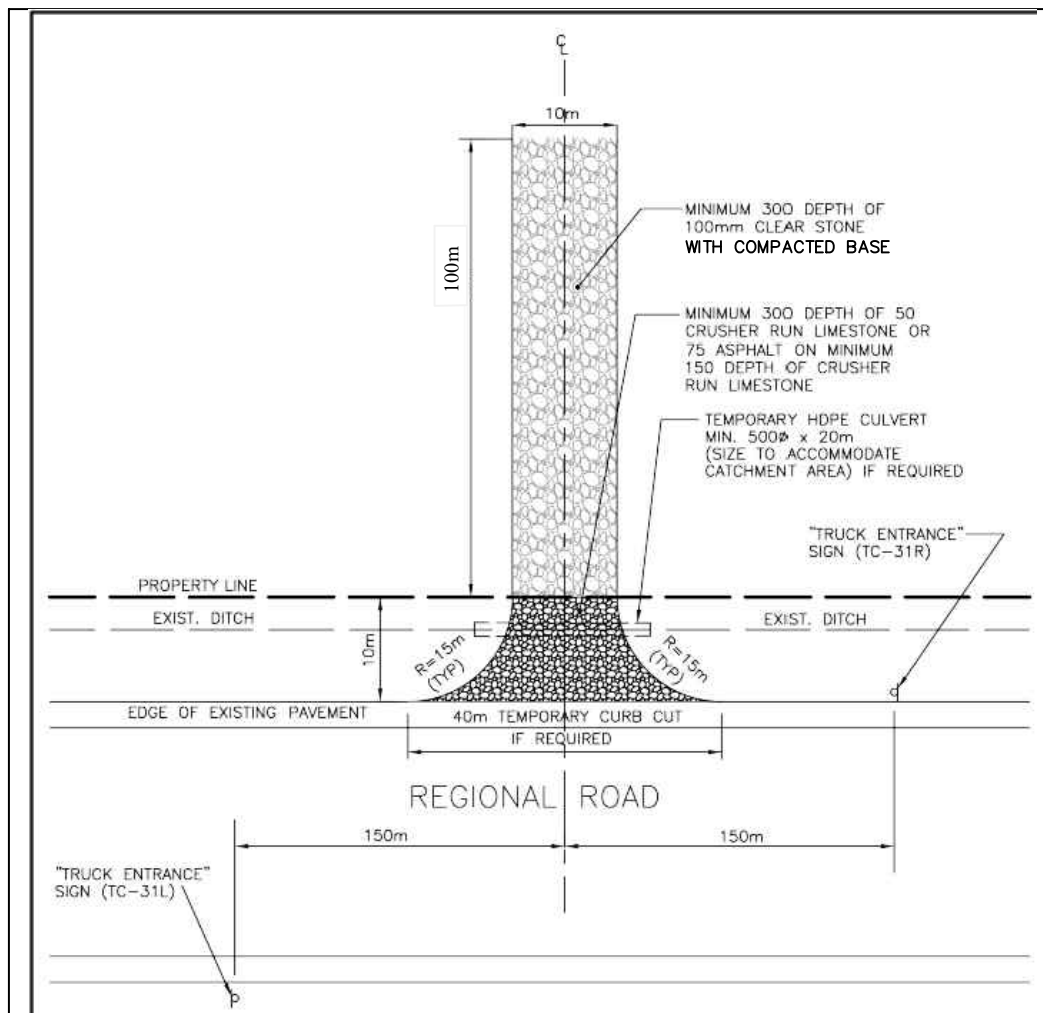 ℄
10m
100m
MINIMUM 300 DEPTH OF
100mm CLEAR STONE
WITH COMPACTED BASE
MINIMUM 300 DEPTH OF 50
CRUSHER RUN LIMESTONE OR
75 ASPHALT ON MINIMUM
150 DEPTH OF CRUSHER
RUN LIMESTONE
TEMPORARY HDPE CULVERT
MIN. 500Ø x 20m
(SIZE TO ACCOMMODATE
CATCHMENT AREA) IF REQUIRED
"TRUCK ENTRANCE"
SIGN (TC-31R)
PROPERTY LINE
EXIST. DITCH
EXIST. DITCH
10m
R=15m
(TYP)
R=15m
(TYP)
EDGE OF EXISTING PAVEMENT
40m TEMPORARY CURB CUT
IF REQUIRED
REGIONAL ROAD
150m
150m
"TRUCK ENTRANCE"
SIGN (TC-31L)